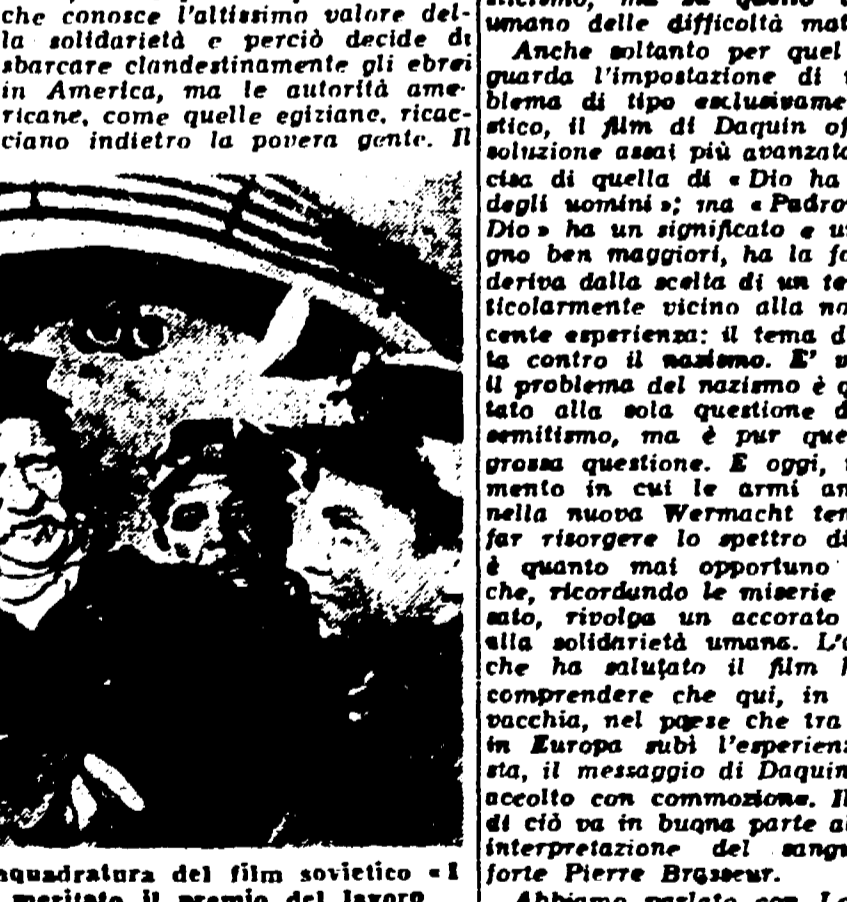 che conosce l'altissimo valore del-
la solidarietà e perciò decide di
sbarcare clandestinamente gli ebrei
in America, ma le autorità ame-
ricane, come quelle egiziane, ricac-
ciano indietro la povera gente. Il
nquadratura del film sovietico « I
meritato il premio del lavoro
umano delle difficoltà mat
Anche soltanto per quel
guarda l'impostazione di
blema di tipo esclusivame
stico, il film di Daquin of
soluzione assai più avanzata
cisa di quella di « Dio ha
degli uomini »; ma « Padro
Dio » ha un significato e u
gno ben maggiori, ha la fo
deriva dalla scelta di un te
ticolarmente vicino alla no
cente esperienza: il tema d
ta contro il nazismo. E' v
il problema del nazismo è
tato alla sola questione d
semitismo, ma è pur que
grossa questione. E oggi,
mento in cui le armi an
nella nuova Wermacht ten
far risorgere lo spettro di
è quanto mai opportuno
che, ricordando le miserie
sato, rivolga un accorato
alla solidarietà umana. L'
che ha salutato il film
comprendere che qui, in
vacchia, nel paese che tra
in Europa subì l'esperien
sta, il messaggio di Daquin
accolto con commozione. Il
di ciò va in buona parte al
interpretazione del sangu
forte Pierre Brasseur.
Abbiamo parlato con